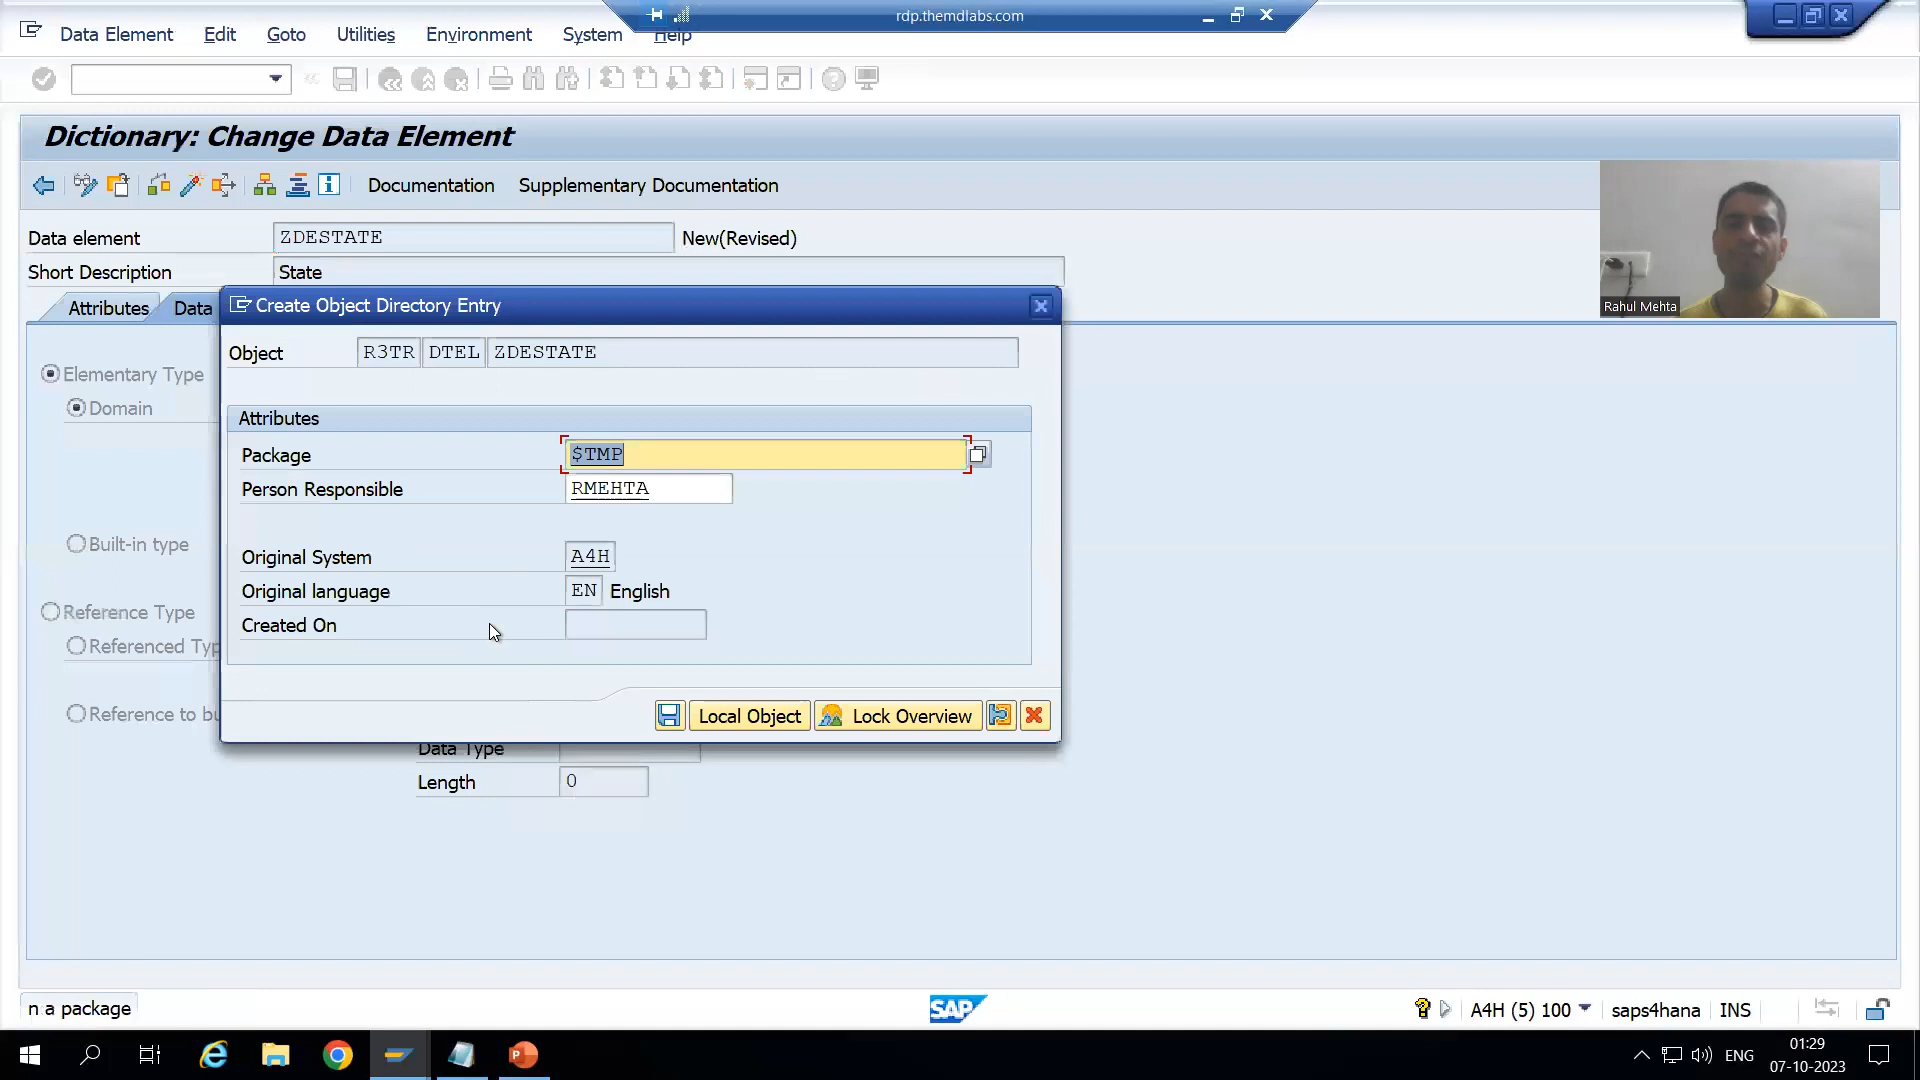 rdp.themdlabs.com
Data Element Edit Goto Utilities Environment System Help
Dictionary: Change Data Element
Documentation Supplementary Documentation
Data element ZDESTATE New(Revised)
Short Description State
Rahul Mehta
Attributes Data
Create Object Directory Entry
Object R3TR DTEL ZDESTATE
Elementary Type
Domain
Attributes
Package $TMP
Person Responsible RMEHTA
Built-in type
Original System A4H
Original language EN English
Reference Type
Created On
Referenced Typ
Reference to bu
Local Object Lock Overview
Data Type
Length 0
n a package
SAP
A4H (5) 100 saps4hana INS
ENG
01:29
07-10-2023